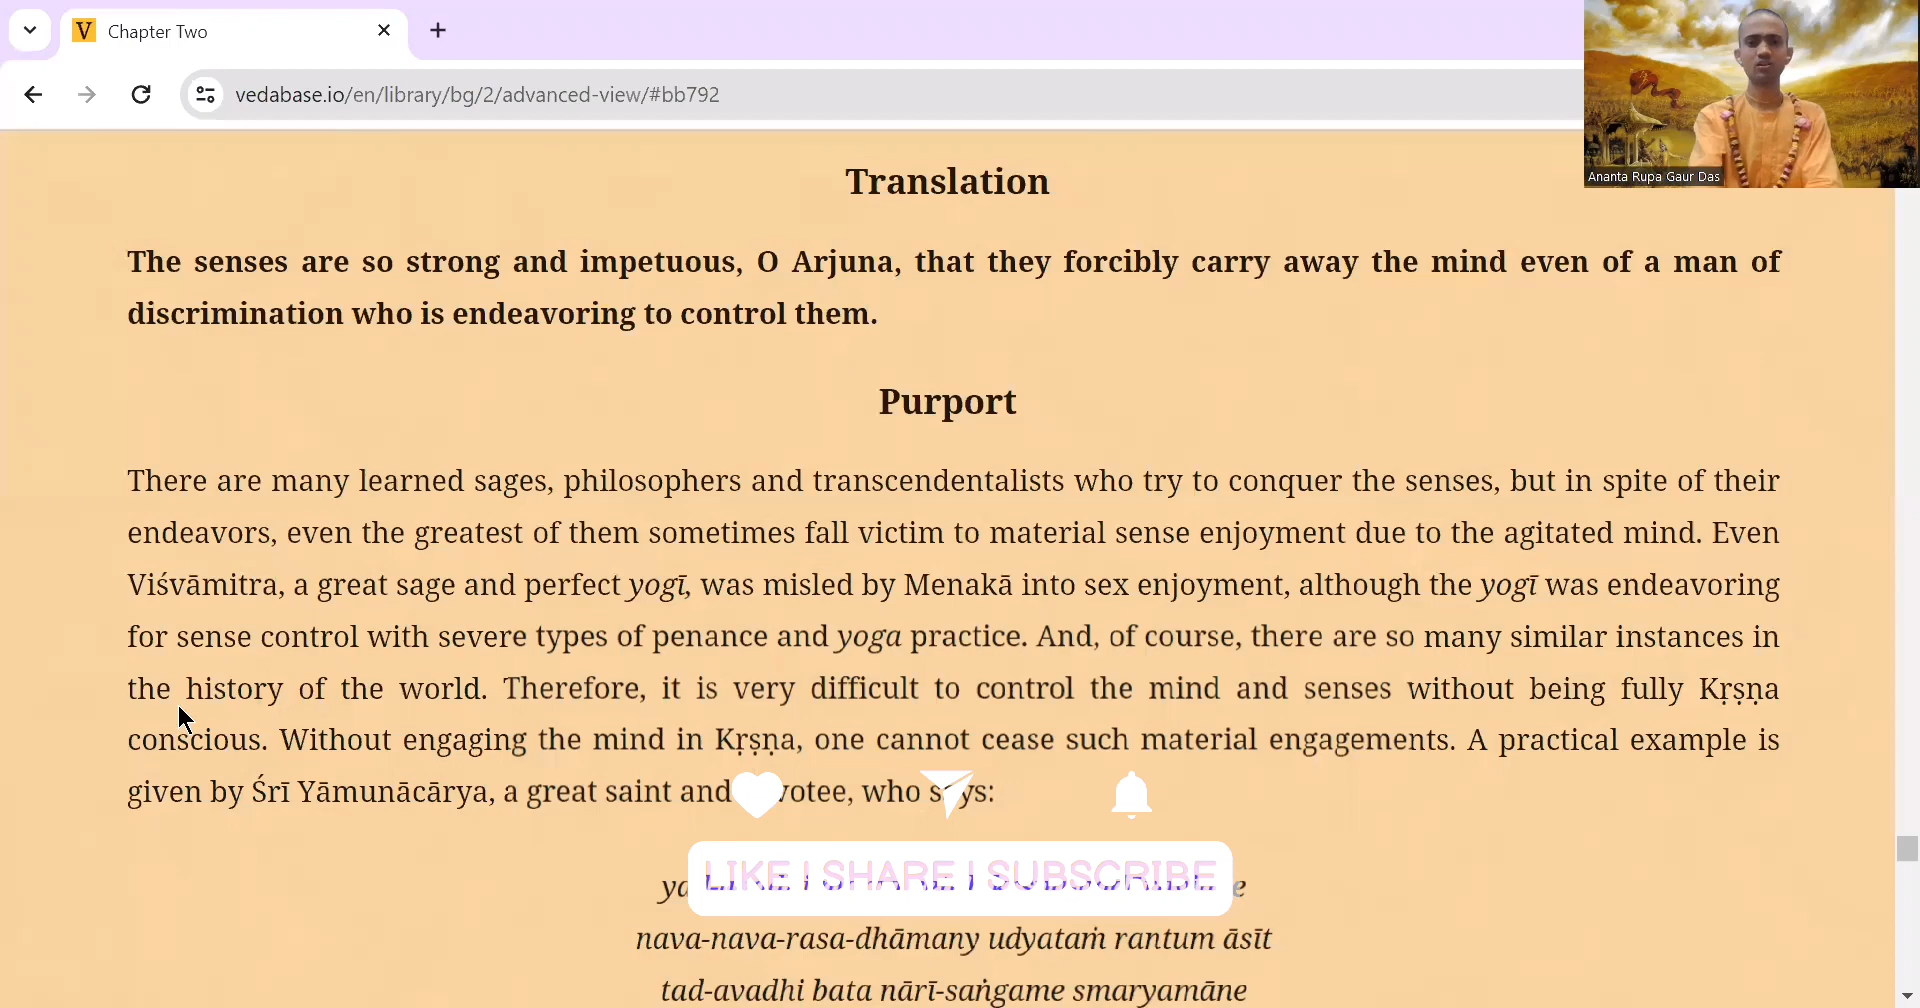 V Chapter Two
vedabase.io/en/library/bg/2/advanced-view/#bb792
Ananta Rupa Gaur Das
Translation
The senses are so strong and impetuous, O Arjuna, that they forcibly carry away the mind even of a man of
discrimination who is endeavoring to control them.
Purport
There are many learned sages, philosophers and transcendentalists who try to conquer the senses, but in spite of their
endeavors, even the greatest of them sometimes fall victim to material sense enjoyment due to the agitated mind. Even
Viśvāmitra, a great sage and perfect yogī, was misled by Menakā into sex enjoyment, although the yogī was endeavoring
for sense control with severe types of penance and yoga practice. And, of course, there are so many similar instances in
the history of the world. Therefore, it is very difficult to control the mind and senses without being fully Kṛṣṇa
conscious. Without engaging the mind in Kṛṣṇa, one cannot cease such material engagements. A practical example is
given by Śrī Yāmunācārya, a great saint and who says:
LIKE | SHARE | SUBSCRIBE
nava-nava-rasa-dhāmany udyataṁ rantum āsīt
tad-avadhi bata nārī-saṅgame smaryamāne